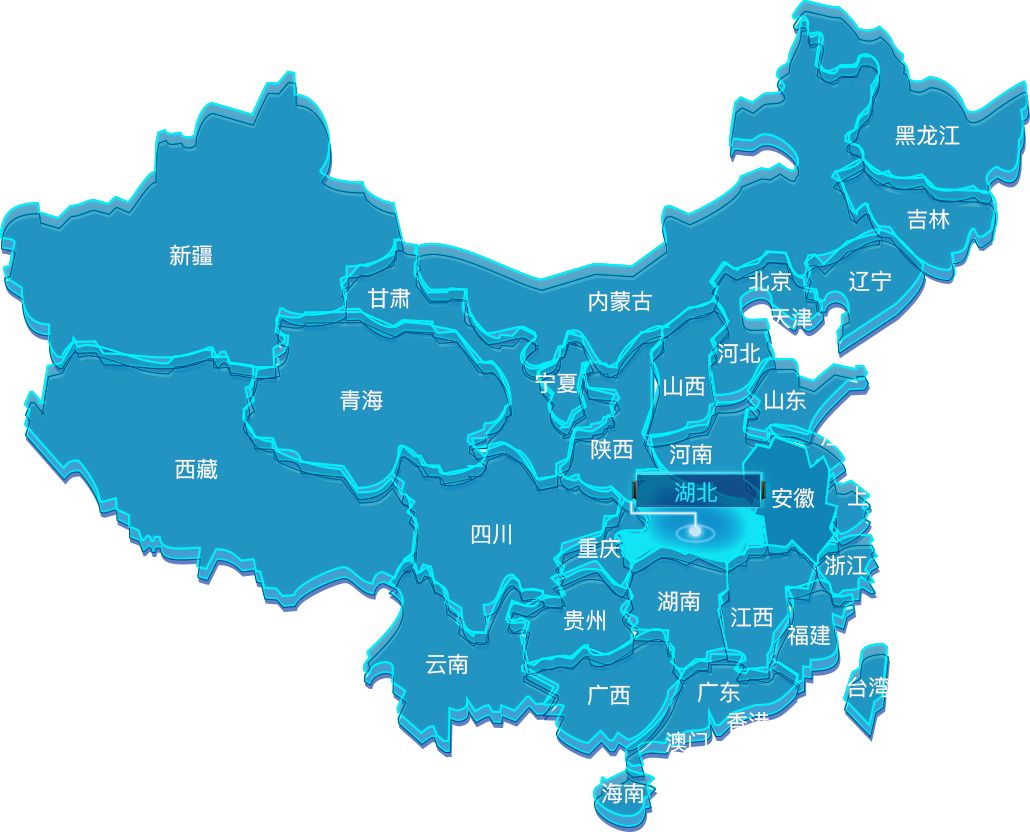 黑龙江
吉林
新疆
北京
辽宁
甘肃
内蒙古
天津
河北
宁夏
山西
青海
山东
陕西
河南
西藏
湖北
安徽
上
四川
重庆
浙江
湖南
江西
贵州
福建
云南
台湾
广西
广东
香港
澳门
海南